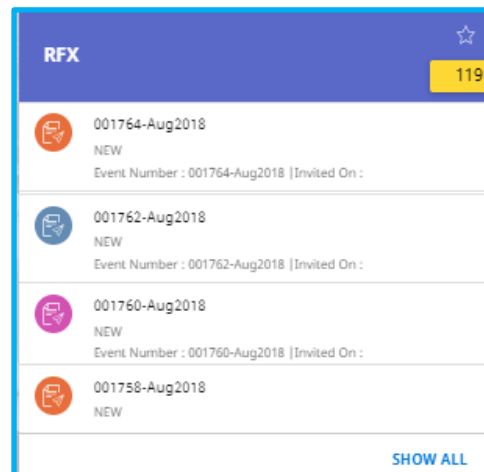 RFX
119
001764-Aug2018
NEW
Event Number : 001764-Aug2018 |Invited On :
001762-Aug2018
NEW
Event Number : 001762-Aug2018 |Invited On :
001760-Aug2018
NEW
Event Number : 001760-Aug2018 |Invited On :
001758-Aug2018
NEW
SHOW ALL